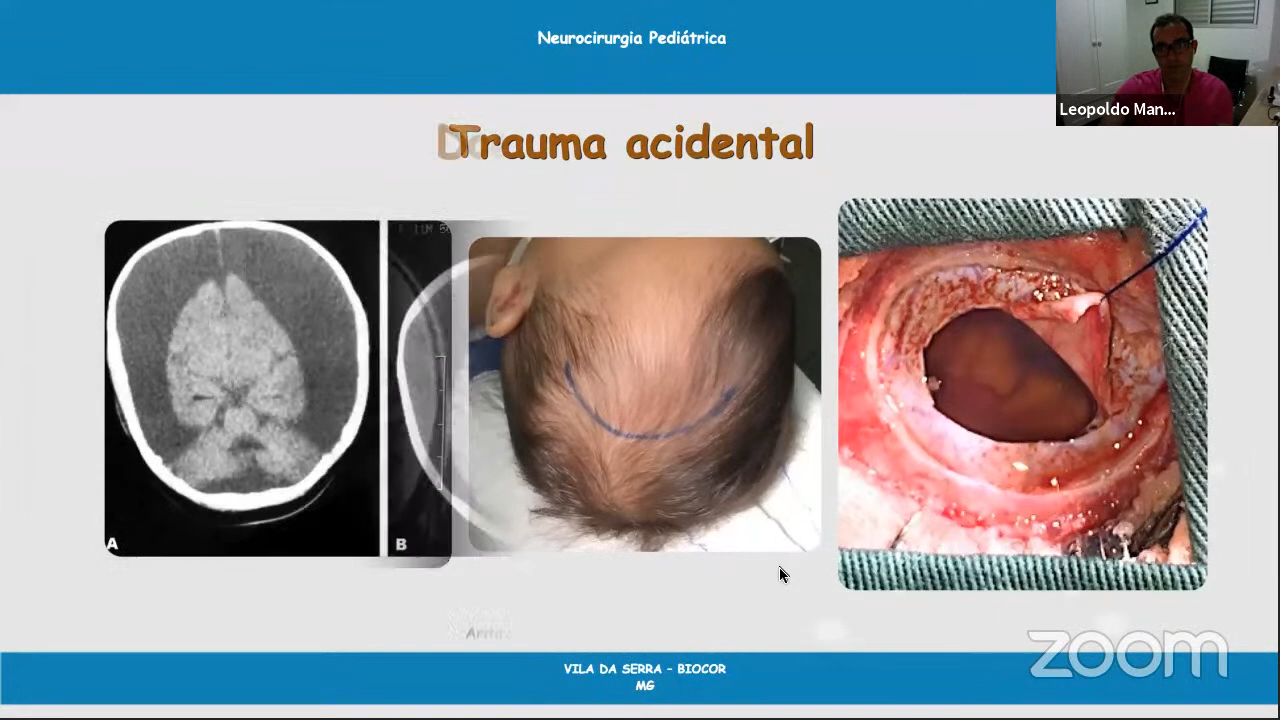 Neurocirurgia Pediátrica
Leopoldo Man...
Trauma acidental
A
B
zoom
VILA DA SERRA - BIOCOR
MG